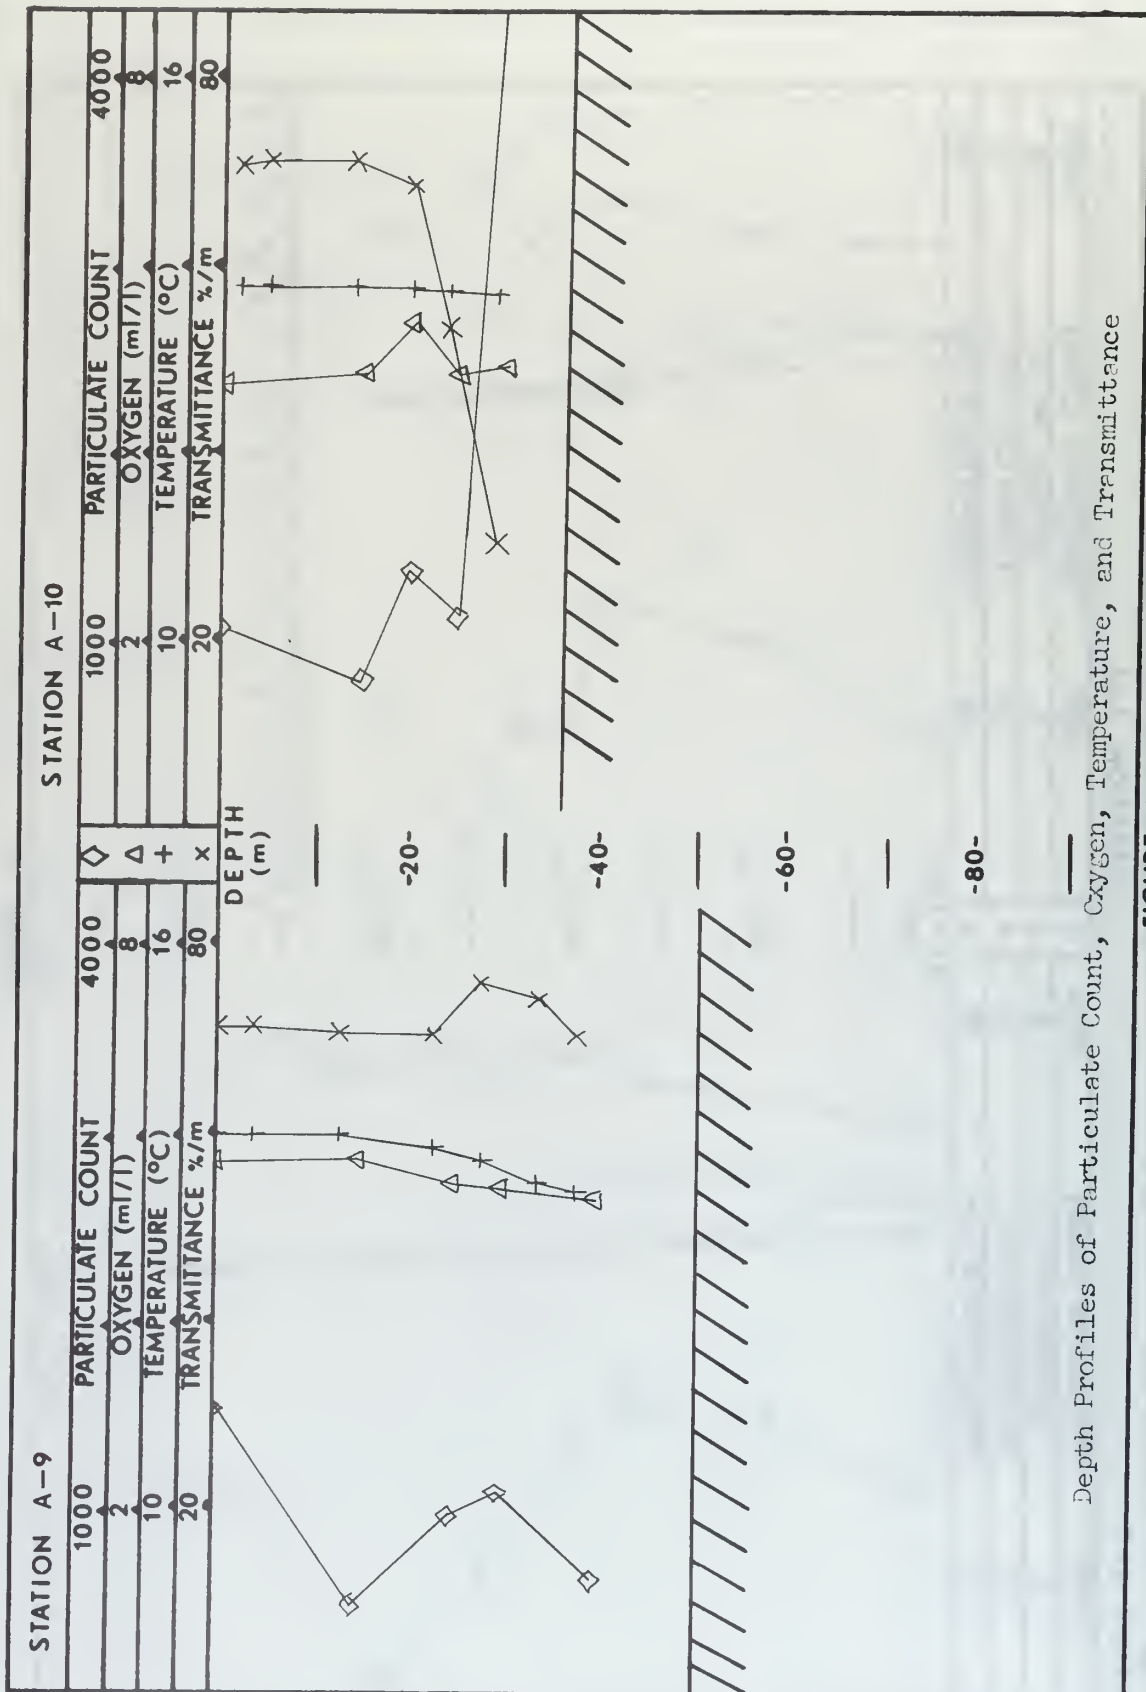 STATION A-9
1000 PARTICULATE COUNT 4000
2 OXYGEN (ml/l) 8
10 TEMPERATURE (°C) 16
20 TRANSMITTANCE %/m 80
◇
Δ
+
x
STATION A-10
1000 PARTICULATE COUNT 4000
2 OXYGEN (ml/l) 8
10 TEMPERATURE (°C) 16
20 TRANSMITTANCE %/m 80
DEPTH
(m)
-20-
-40-
-60-
-80-
Depth Profiles of Particulate Count, Oxygen, Temperature, and Transmittance